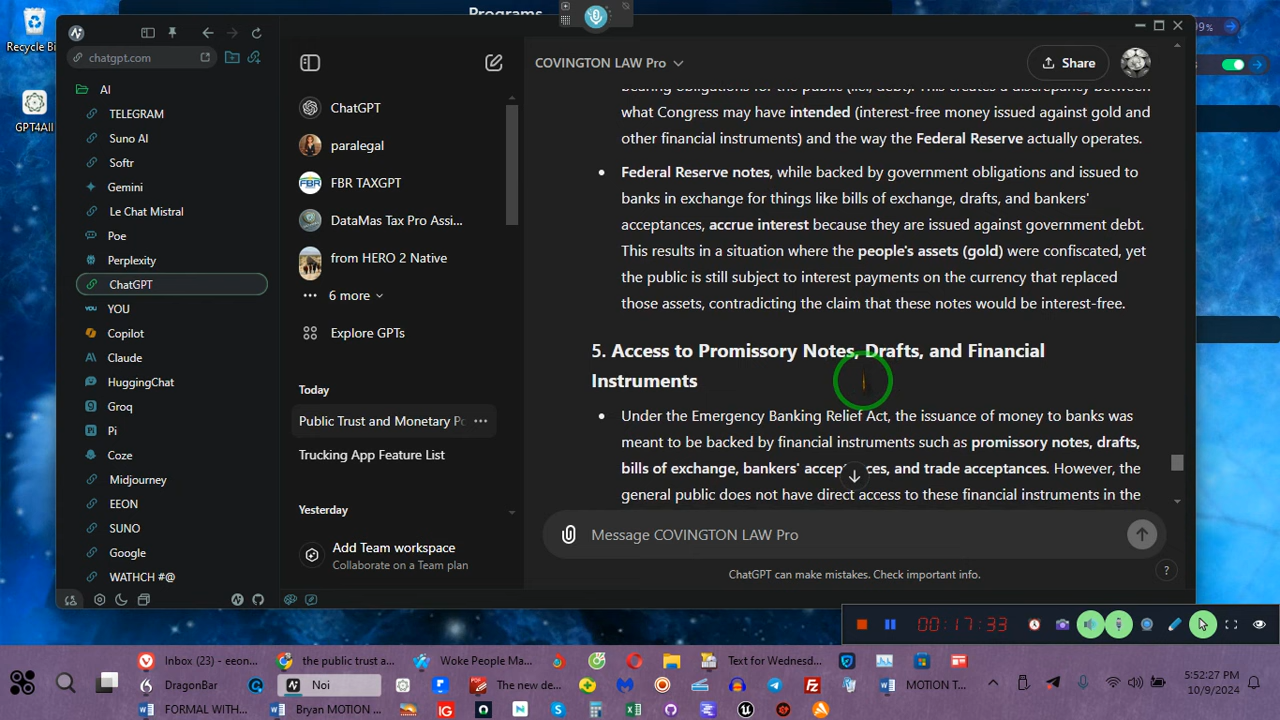 Programs
Recycle Bi
GPT4All
99%
chatgpt.com
AI
TELEGRAM
Suno AI
Softr
Gemini
Le Chat Mistral
Poe
Perplexity
ChatGPT
YOU
Copilot
Claude
HuggingChat
Groq
Pi
Coze
Midjourney
EEON
SUNO
Google
WATHCH #@
ChatGPT
paralegal
FBR TAXGPT
DataMas Tax Pro Assi...
from HERO 2 Native
6 more
Explore GPTs
Today
Public Trust and Monetary Po
Trucking App Feature List
Yesterday
Add Team workspace
Collaborate on a Team plan
COVINGTON LAW Pro
Share
what Congress may have intended (interest-free money issued against gold and
other financial instruments) and the way the Federal Reserve actually operates.
• Federal Reserve notes, while backed by government obligations and issued to
banks in exchange for things like bills of exchange, drafts, and bankers'
acceptances, accrue interest because they are issued against government debt.
This results in a situation where the people's assets (gold) were confiscated, yet
the public is still subject to interest payments on the currency that replaced
those assets, contradicting the claim that these notes would be interest-free.
5. Access to Promissory Notes, Drafts, and Financial
Instruments
• Under the Emergency Banking Relief Act, the issuance of money to banks was
meant to be backed by financial instruments such as promissory notes, drafts,
bills of exchange, bankers' and trade acceptances. However, the
general public does not have direct access to these financial instruments in the
Message COVINGTON LAW Pro
ChatGPT can make mistakes. Check important info.
?
00:17:33
Inbox (23) - eeon...
the public trust a...
Woke People Ma...
Text for Wednesd...
DragonBar
Noi
The new de...
MOTION T...
FORMAL WITH...
Bryan MOTION ...
5:52:27 PM
10/9/2024